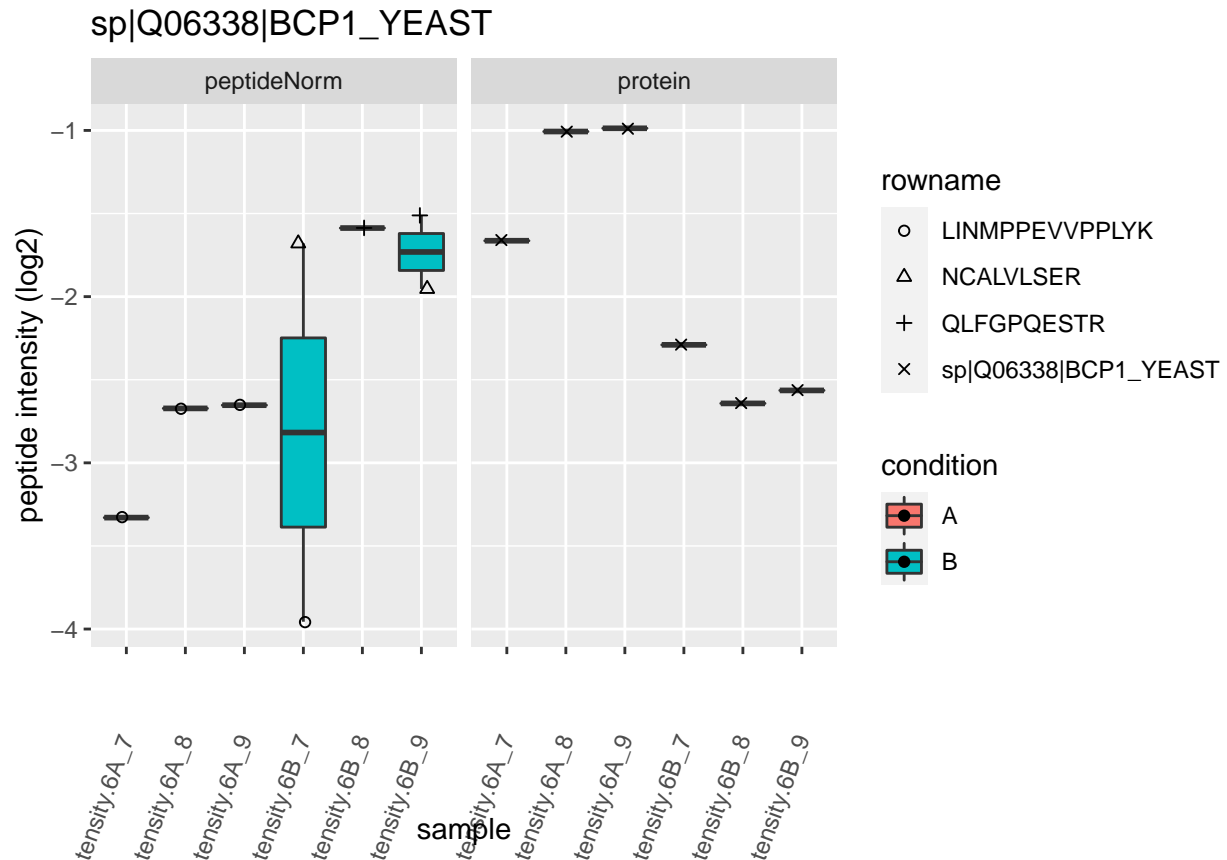 sp|Q06338|BCP1_YEAST
peptideNorm
protein
peptide intensity (log2)
−1
−2
−3
−4
tensity.6A_7
tensity.6A_8
tensity.6A_9
tensity.6B_7
tensity.6B_8
tensity.6B_9
tensity.6A_7
tensity.6A_8
tensity.6A_9
tensity.6B_7
tensity.6B_8
tensity.6B_9
sample
rowname
LINMPPEVVPPLYK
NCALVLSER
QLFGPQESTR
sp|Q06338|BCP1_YEAST
condition
A
B